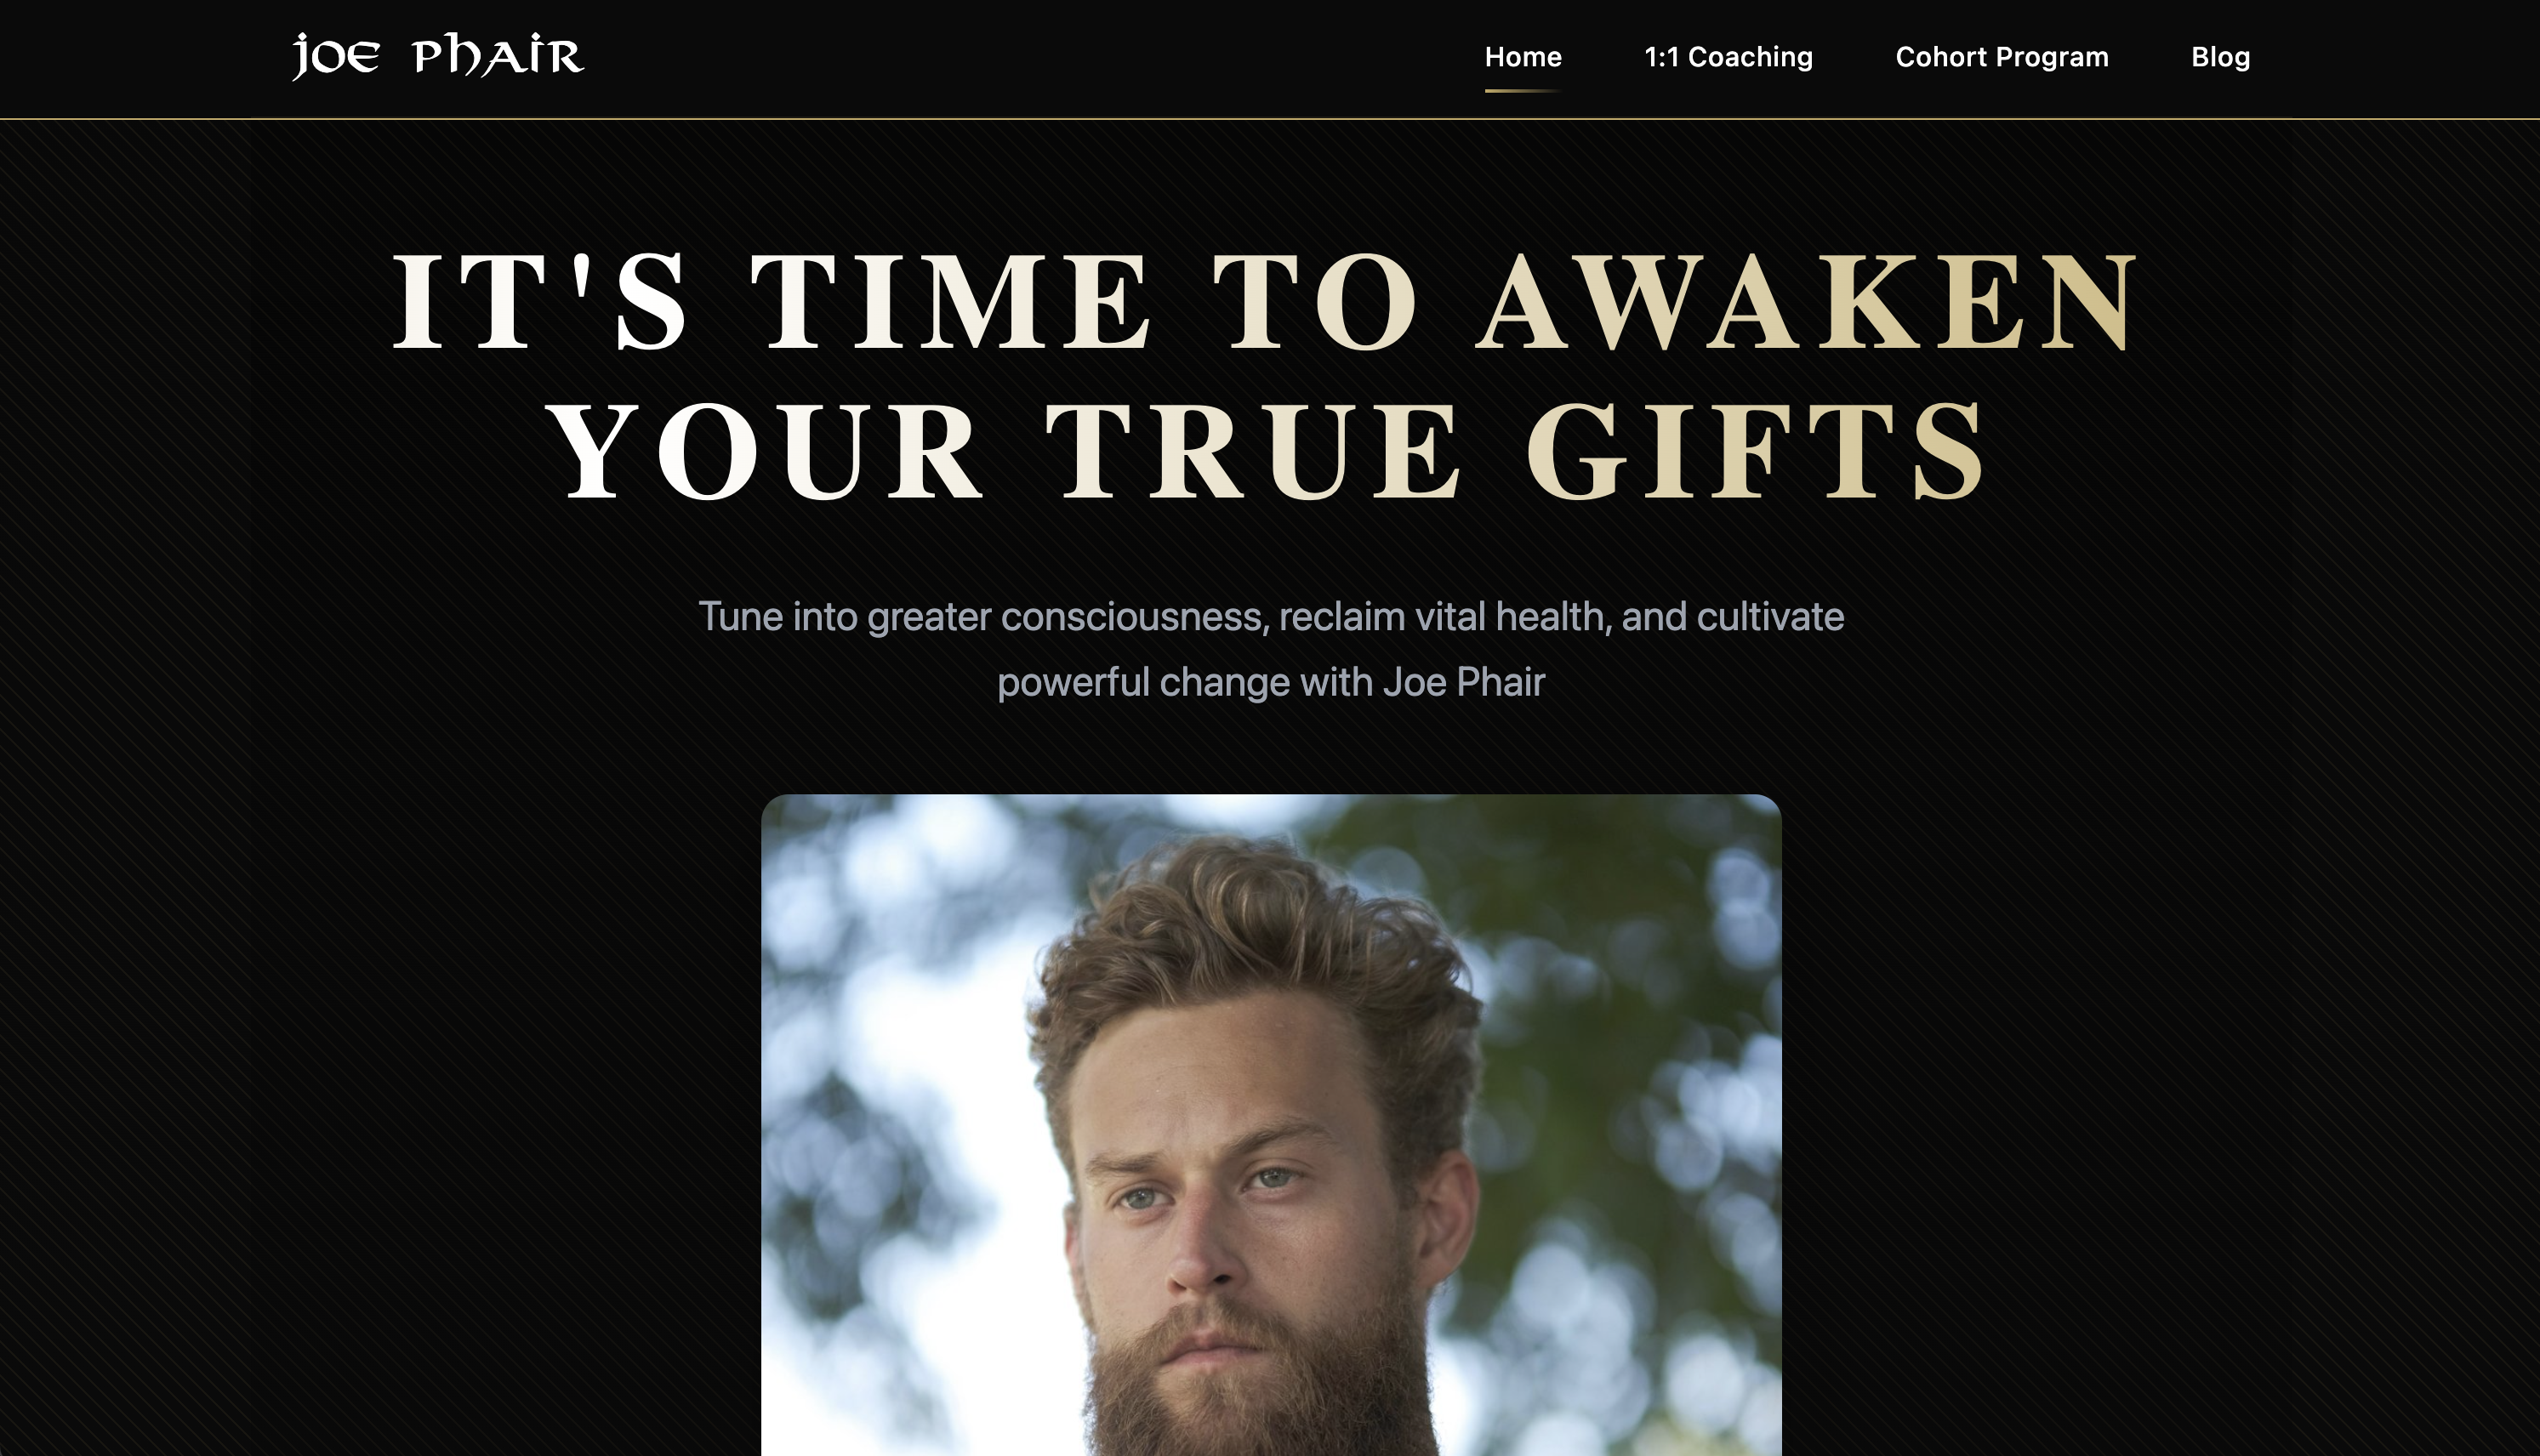 Joe Phair
Home
1:1 Coaching
Cohort Program
Blog
IT'S TIME TO AWAKEN
YOUR TRUE GIFTS
Tune into greater consciousness, reclaim vital health, and cultivate
powerful change with Joe Phair